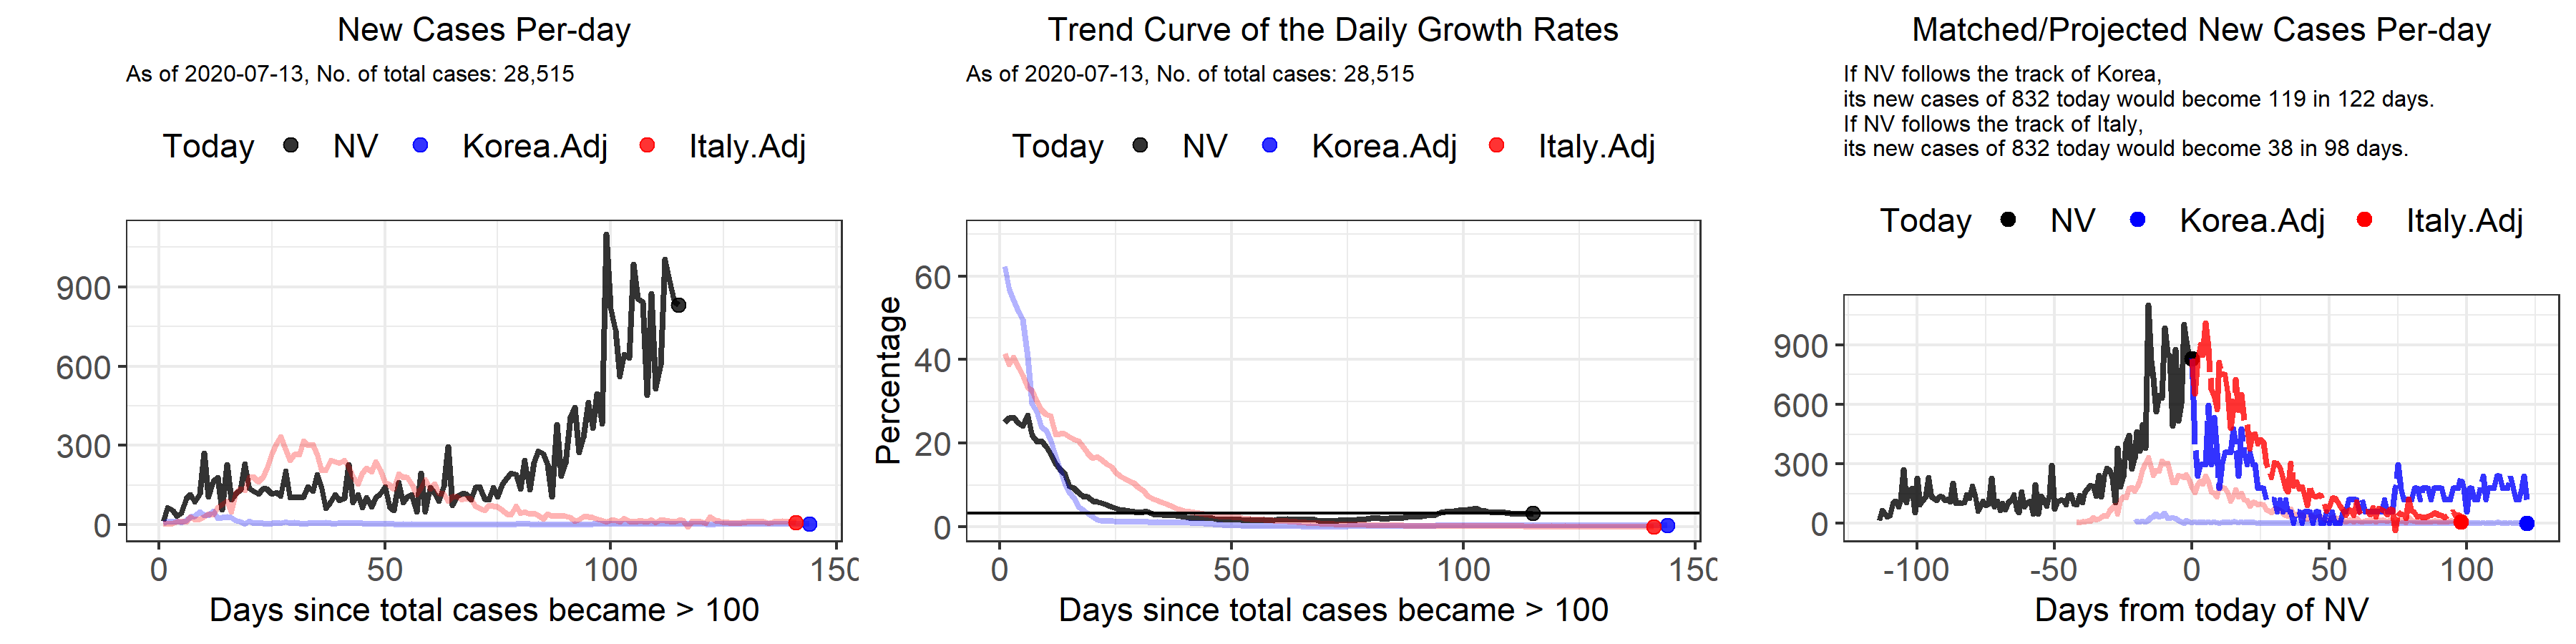 New Cases Per-day
As of 2020-07-13, No. of total cases: 28,515
Today NV Korea.Adj Italy.Adj
900
600
300
0
0 50 100 150
Days since total cases became > 100
Trend Curve of the Daily Growth Rates
As of 2020-07-13, No. of total cases: 28,515
Today NV Korea.Adj Italy.Adj
Percentage
60
40
20
0
0 50 100 150
Days since total cases became > 100
Matched/Projected New Cases Per-day
If NV follows the track of Korea,
its new cases of 832 today would become 119 in 122 days.
If NV follows the track of Italy,
its new cases of 832 today would become 38 in 98 days.
Today NV Korea.Adj Italy.Adj
900
600
300
0
-100 -50 0 50 100
Days from today of NV